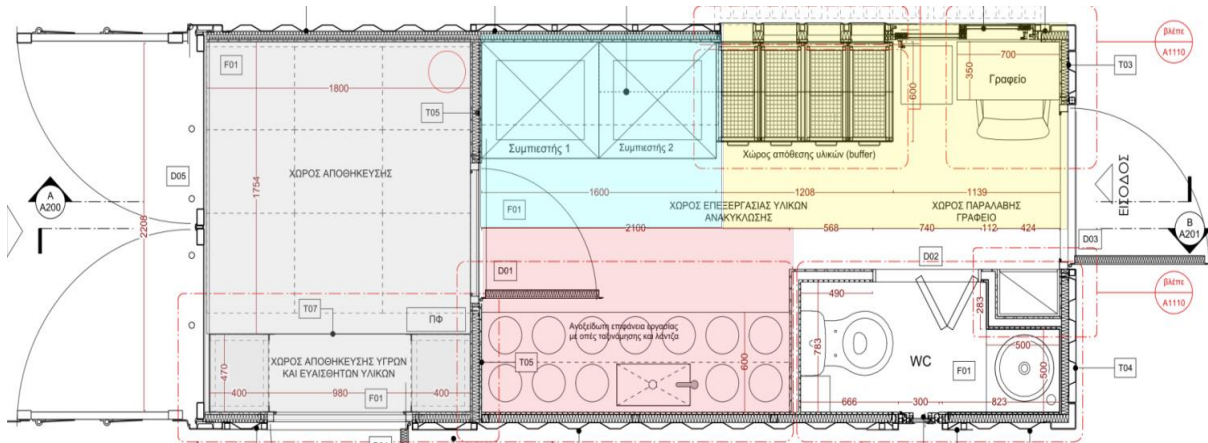 F01
1800
ΧΩΡΟΣ ΑΠΟΘΗΚΕΥΣΗΣ
1754
D05
A
A200
2208
T07
ΠΦ
ΧΩΡΟΣ ΑΠΟΘΗΚΕΥΣΗΣ ΥΓΡΩΝ
ΚΑΙ ΕΥΑΙΣΘΗΤΩΝ ΥΛΙΚΩΝ
470
400
980
400
F01
T05
Συμπιεστής 1
Συμπιεστής 2
1600
F01
2100
D01
Ανοξείδωτη επιφάνεια εργασίας
με οπές ταξινόμησης και λάντζα
T05
600
600
Χώρος απόθεσης υλικών (buffer)
1208
ΧΩΡΟΣ ΕΠΕΞΕΡΓΑΣΙΑΣ ΥΛΙΚΩΝ
ΑΝΑΚΥΚΛΩΣΗΣ
568
700
350
Γραφείο
1139
ΧΩΡΟΣ ΠΑΡΑΛΑΒΗΣ
ΓΡΑΦΕΙΟ
740
112
424
D02
490
783
WC
F01
283
500
500
666
300
823
βλέπε
A1110
T03
ΕΙΣΟΔΟΣ
B
A201
D03
βλέπε
A1110
T04